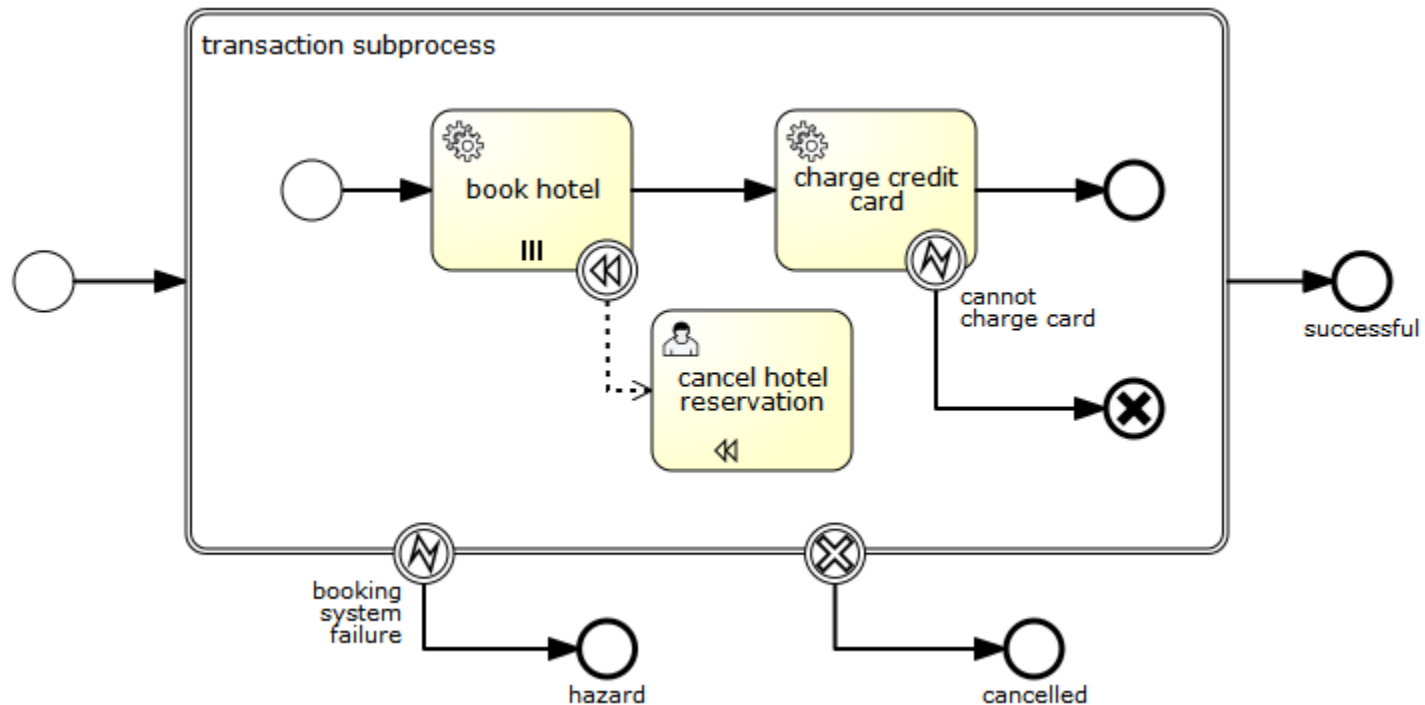 transaction subprocess
book hotel
charge credit
card
cannot
charge card
cancel hotel
reservation
successful
booking
system
failure
hazard
cancelled